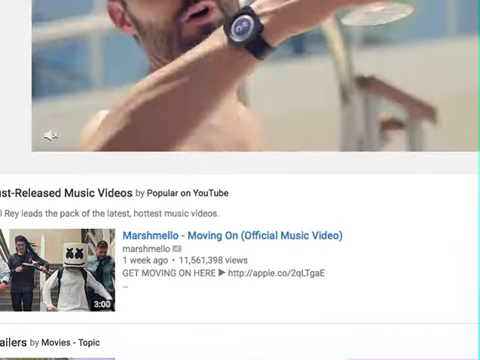 ust-Released Music Videos by Popular on YouTube
l Rey leads the pack of the latest, hottest music videos.
Marshmello - Moving On (Official Music Video)
marshmello
1 week ago • 11,561,398 views
GET MOVING ON HERE ▶ http://apple.co/2qLTgaE
...
3:00
ailers by Movies - Topic